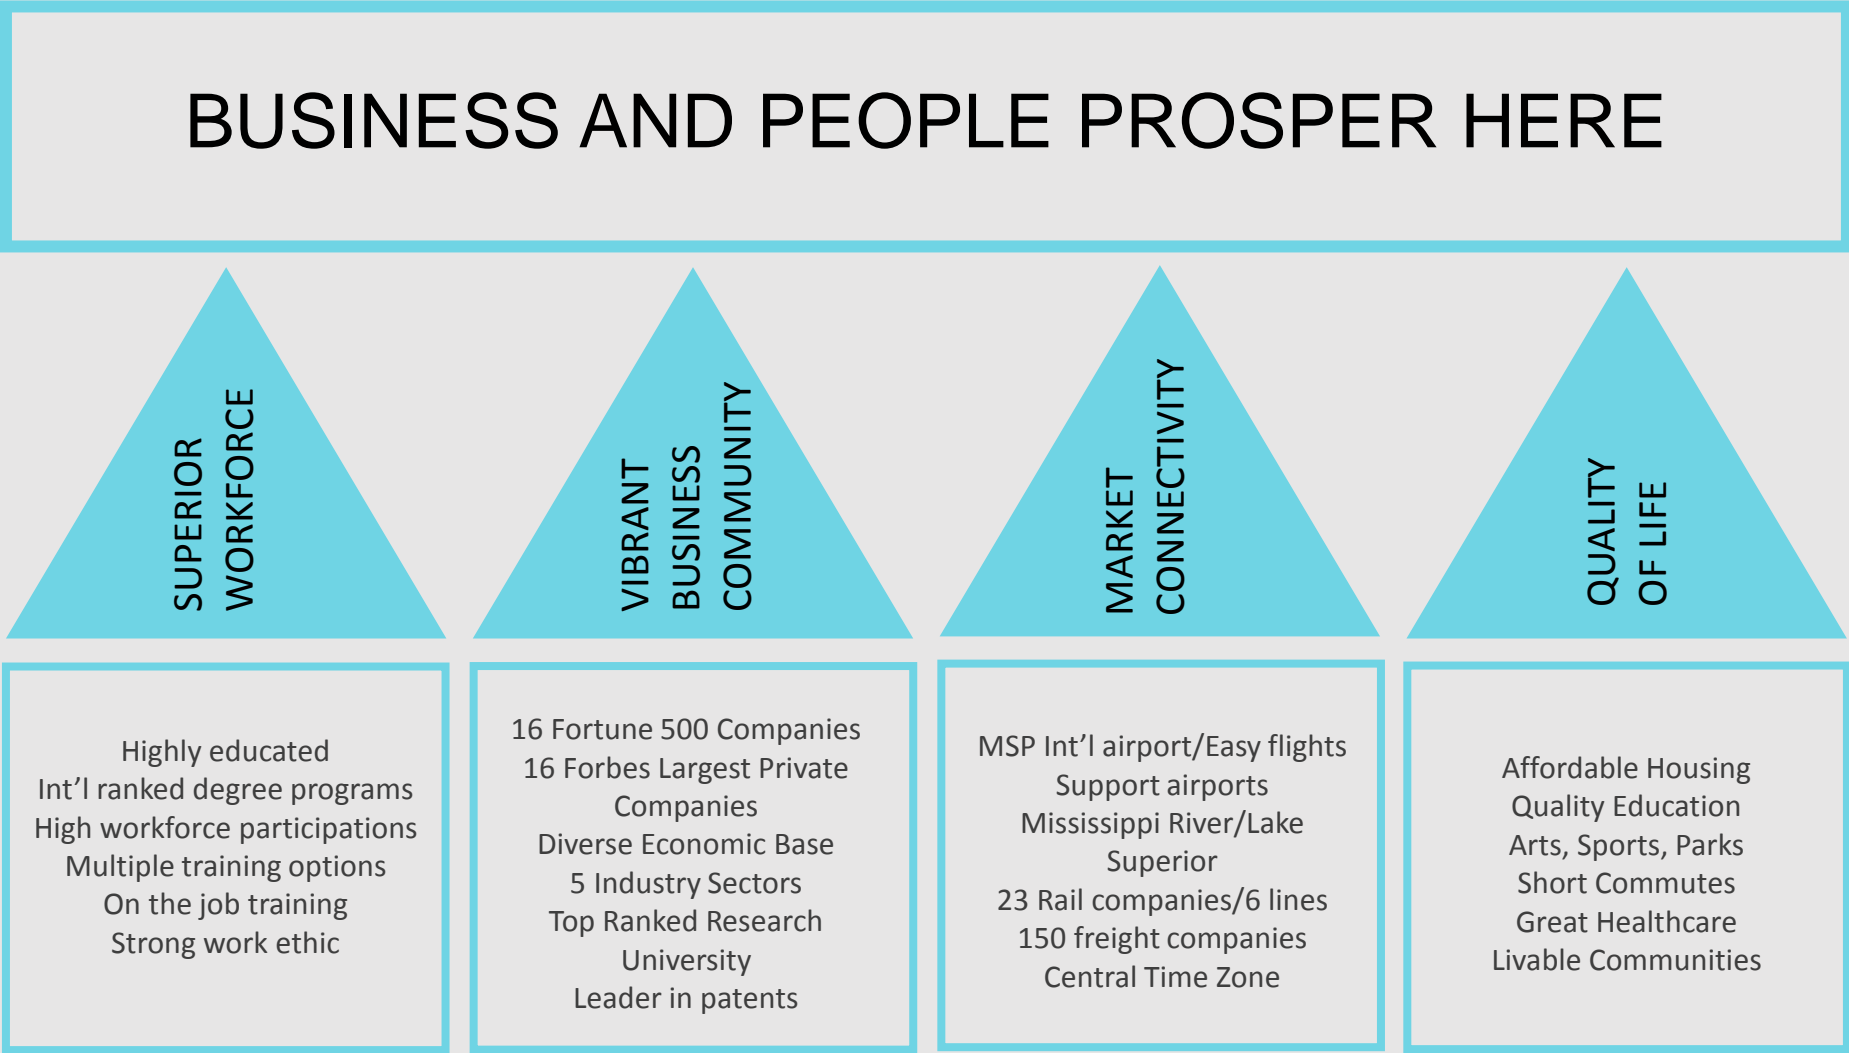 BUSINESS AND PEOPLE PROSPER HERE
SUPERIOR
WORKFORCE
VIBRANT
BUSINESS
COMMUNITY
MARKET
CONNECTIVITY
QUALITY
OF LIFE
Highly educated
Int’l ranked degree programs
High workforce participations
Multiple training options
On the job training
Strong work ethic
16 Fortune 500 Companies
16 Forbes Largest Private
Companies
Diverse Economic Base
5 Industry Sectors
Top Ranked Research
University
Leader in patents
MSP Int’l airport/Easy flights
Support airports
Mississippi River/Lake
Superior
23 Rail companies/6 lines
150 freight companies
Central Time Zone
Affordable Housing
Quality Education
Arts, Sports, Parks
Short Commutes
Great Healthcare
Livable Communities